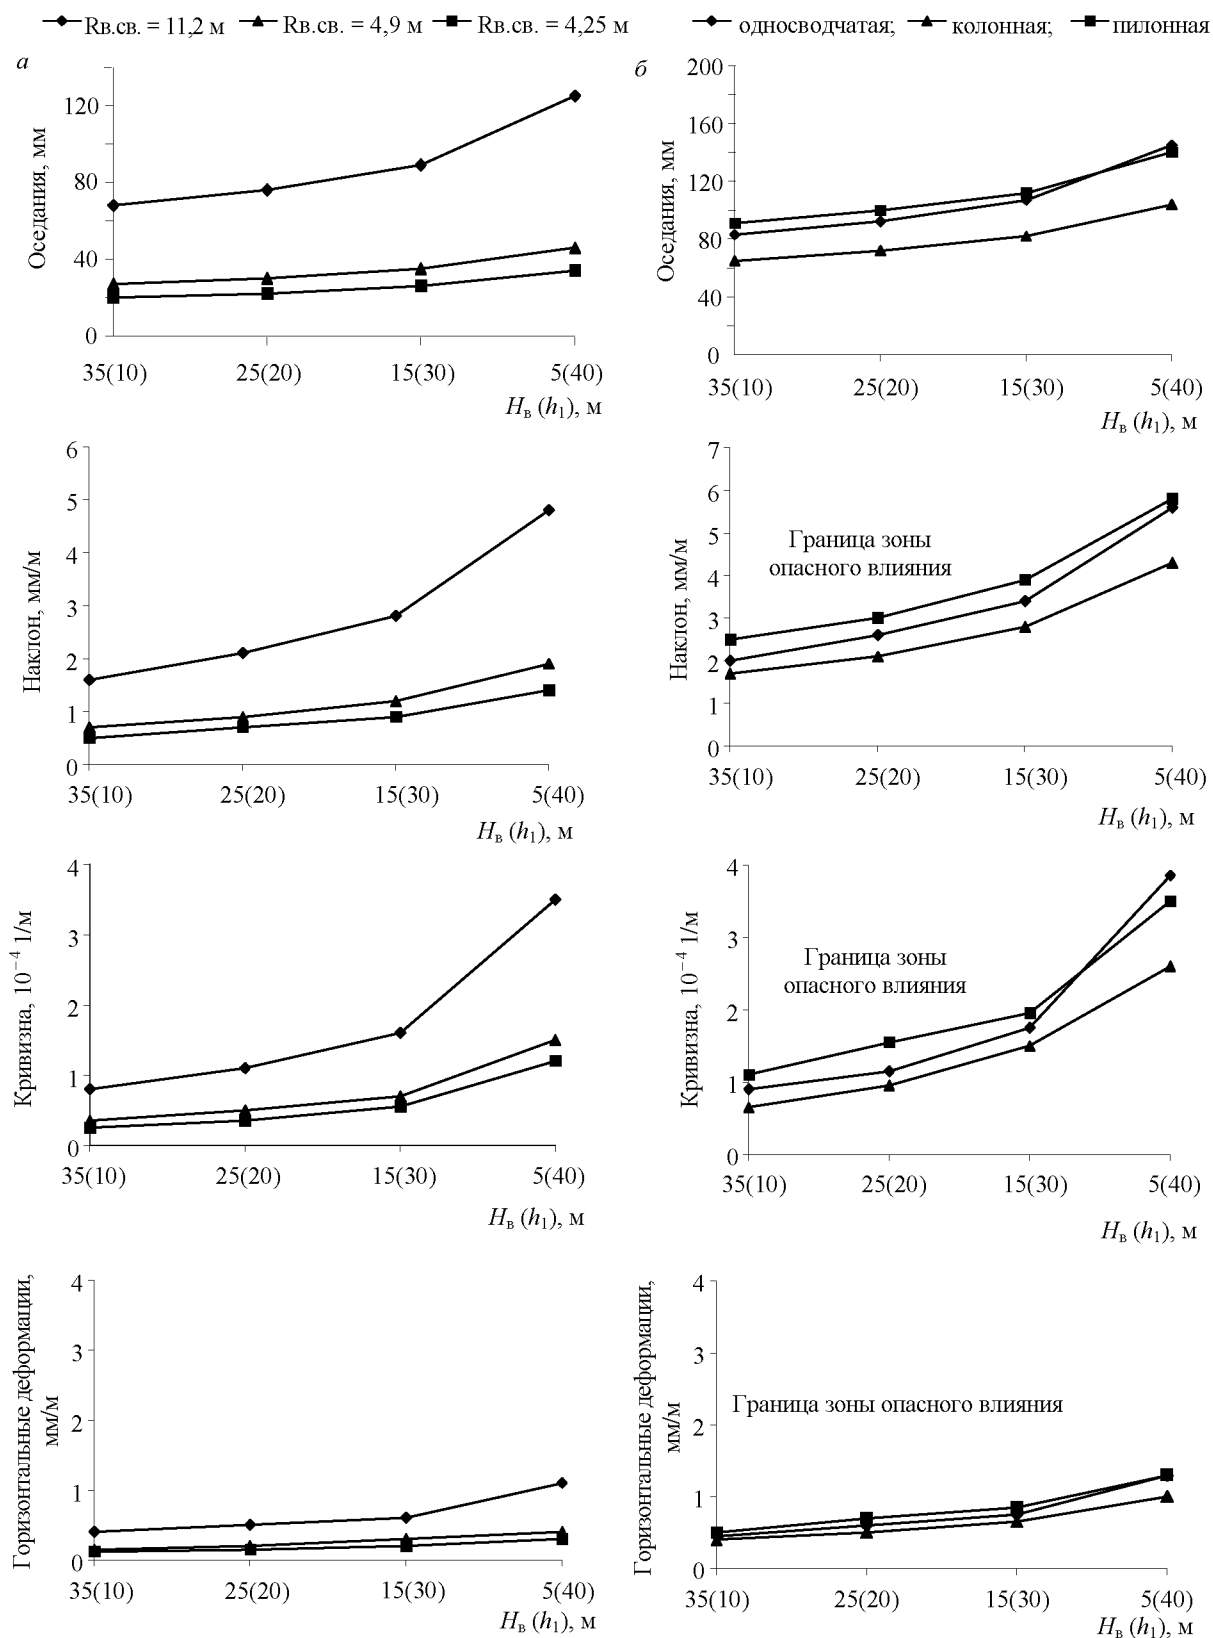 Rв.св. = 11,2 м Rв.св. = 4,9 м Rв.св. = 4,25 м
односводчатая; колонная; пилонная
а
Оседания, мм
120
80
40
0
35(10) 25(20) 15(30) 5(40)
Hв (h1), м
б
Оседания, мм
200
160
140
120
80
40
0
35(10) 25(20) 15(30) 5(40)
Hв (h1), м
Наклон, мм/м
6
5
4
3
2
1
0
35(10) 25(20) 15(30) 5(40)
Hв (h1), м
Наклон, мм/м
7
6
5
4
3
2
1
0
Граница зоны
опасного влияния
35(10) 25(20) 15(30) 5(40)
Hв (h1), м
Кривизна, 10⁻⁴ 1/м
4
3
2
1
0
35(10) 25(20) 15(30) 5(40)
Hв (h1), м
Кривизна, 10⁻⁴ 1/м
4
3
2
1
0
Граница зоны
опасного влияния
35(10) 25(20) 15(30) 5(40)
Hв (h1), м
Горизонтальные деформации,
мм/м
4
3
2
1
0
35(10) 25(20) 15(30) 5(40)
Hв (h1), м
Горизонтальные деформации,
мм/м
4
3
2
1
0
Граница зоны опасного влияния
35(10) 25(20) 15(30) 5(40)
Hв (h1), м